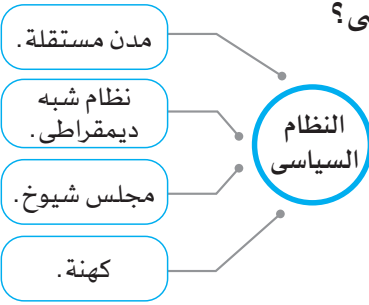 ى؟
مدن مستقلة.
نظام شبه
ديمقراطى.
النظام
السياسى
مجلس شيوخ.
كهنة.